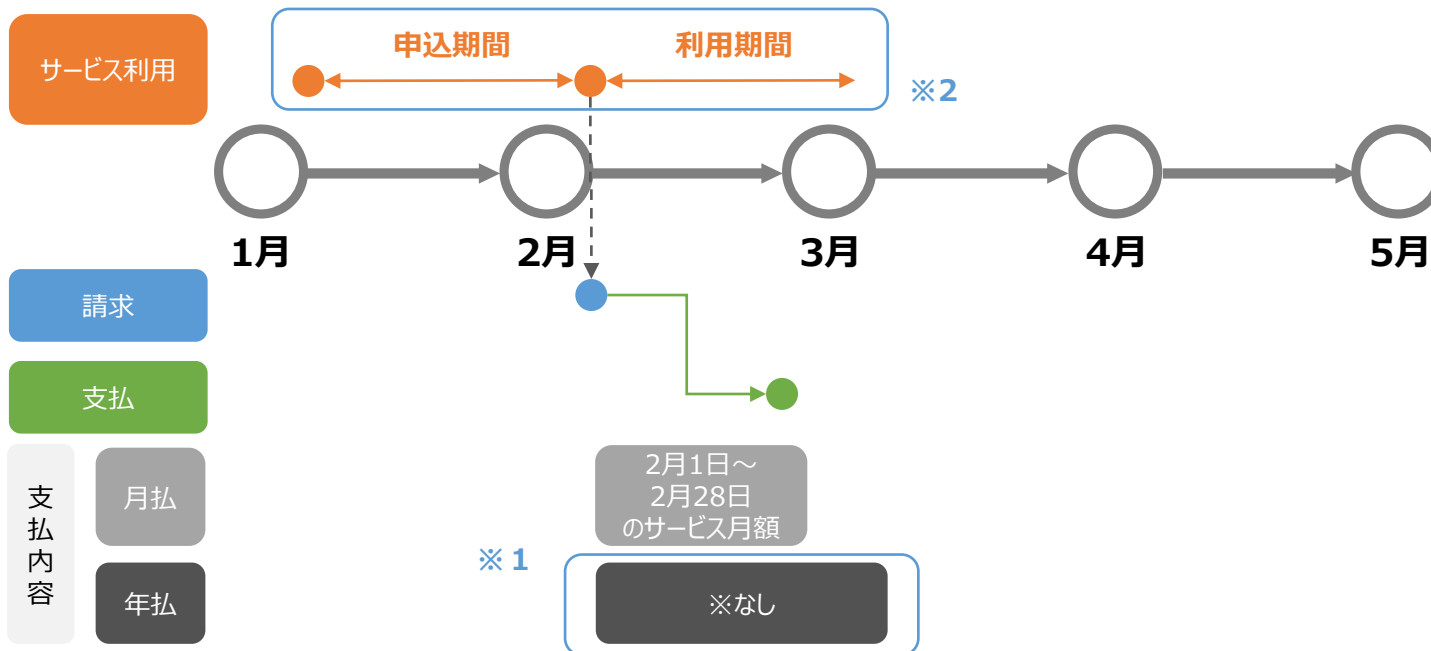 サービス利用
申込期間
利用期間
※2
1月
2月
3月
4月
5月
請求
支払
支払内容
月払
2月1日～
2月28日
のサービス月額
※1
年払
※なし